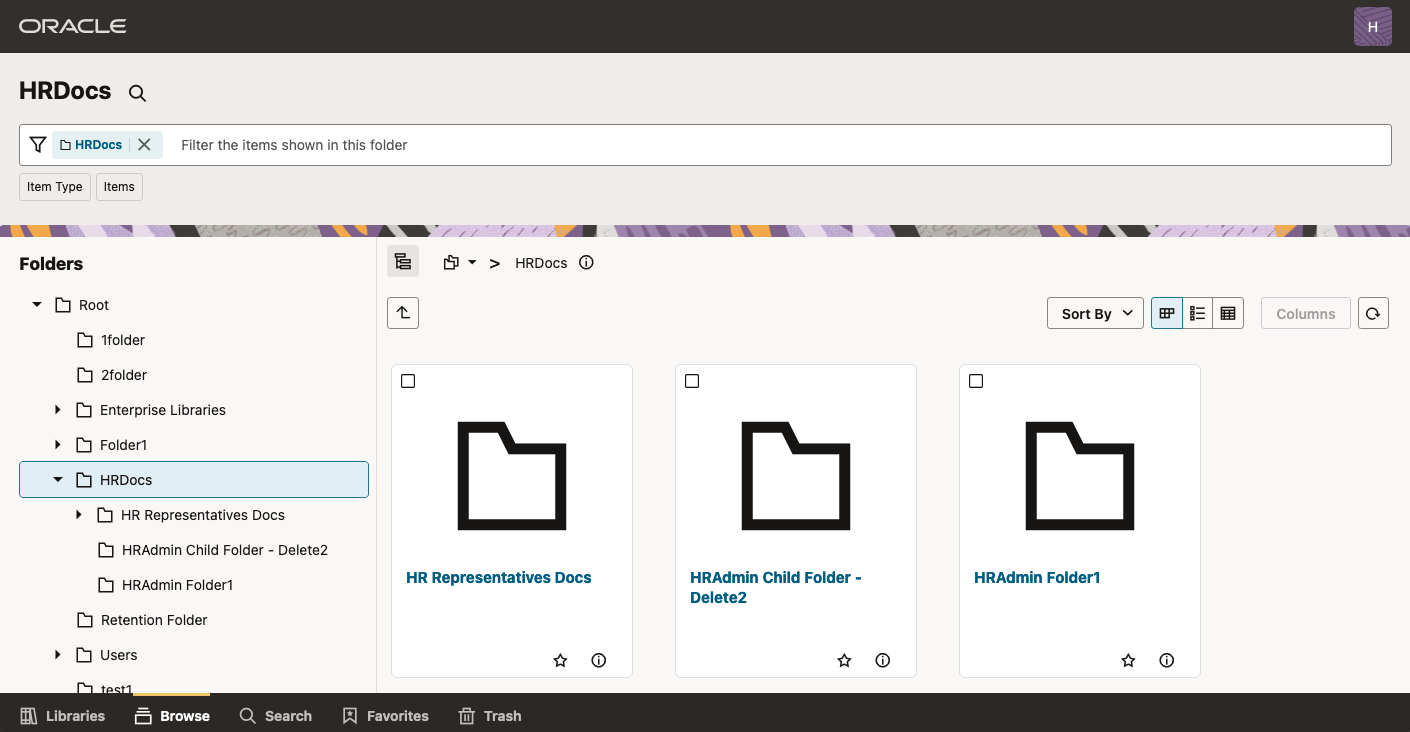 ORACLE
H
HRDocs
HRDocs
Filter the items shown in this folder
Item Type
Items
Folders
Root
1folder
2folder
Enterprise Libraries
Folder1
HRDocs
HR Representatives Docs
HRAdmin Child Folder - Delete2
HRAdmin Folder1
Retention Folder
Users
test1
> HRDocs
Sort By
Columns
HR Representatives Docs
HRAdmin Child Folder -
Delete2
HRAdmin Folder1
Libraries
Browse
Search
Favorites
Trash